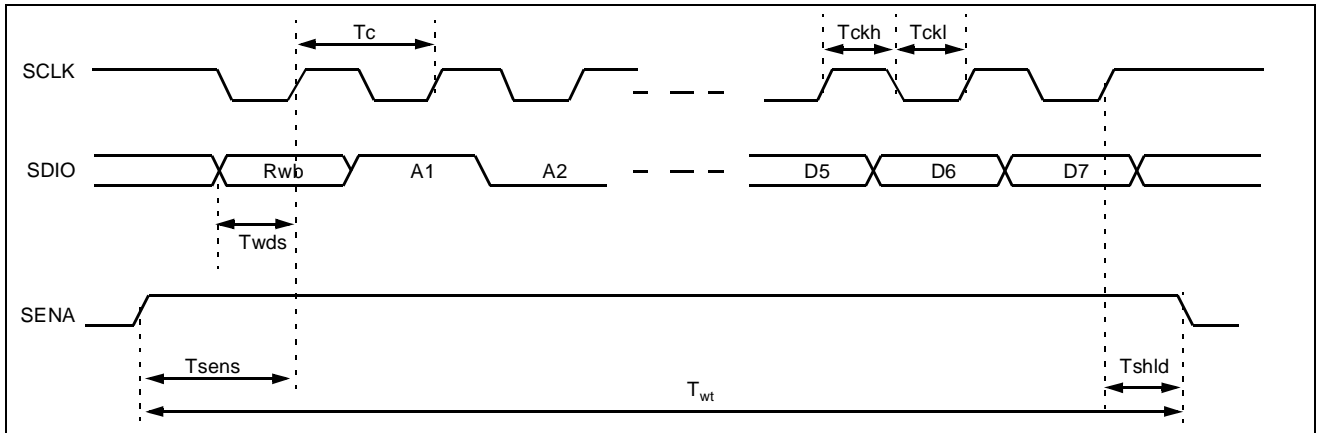 Tc
Tckh Tckl
SCLK
SDIO Rwb A1 A2 D5 D6 D7
Twds
SENA
Tsens Tshld
Twt